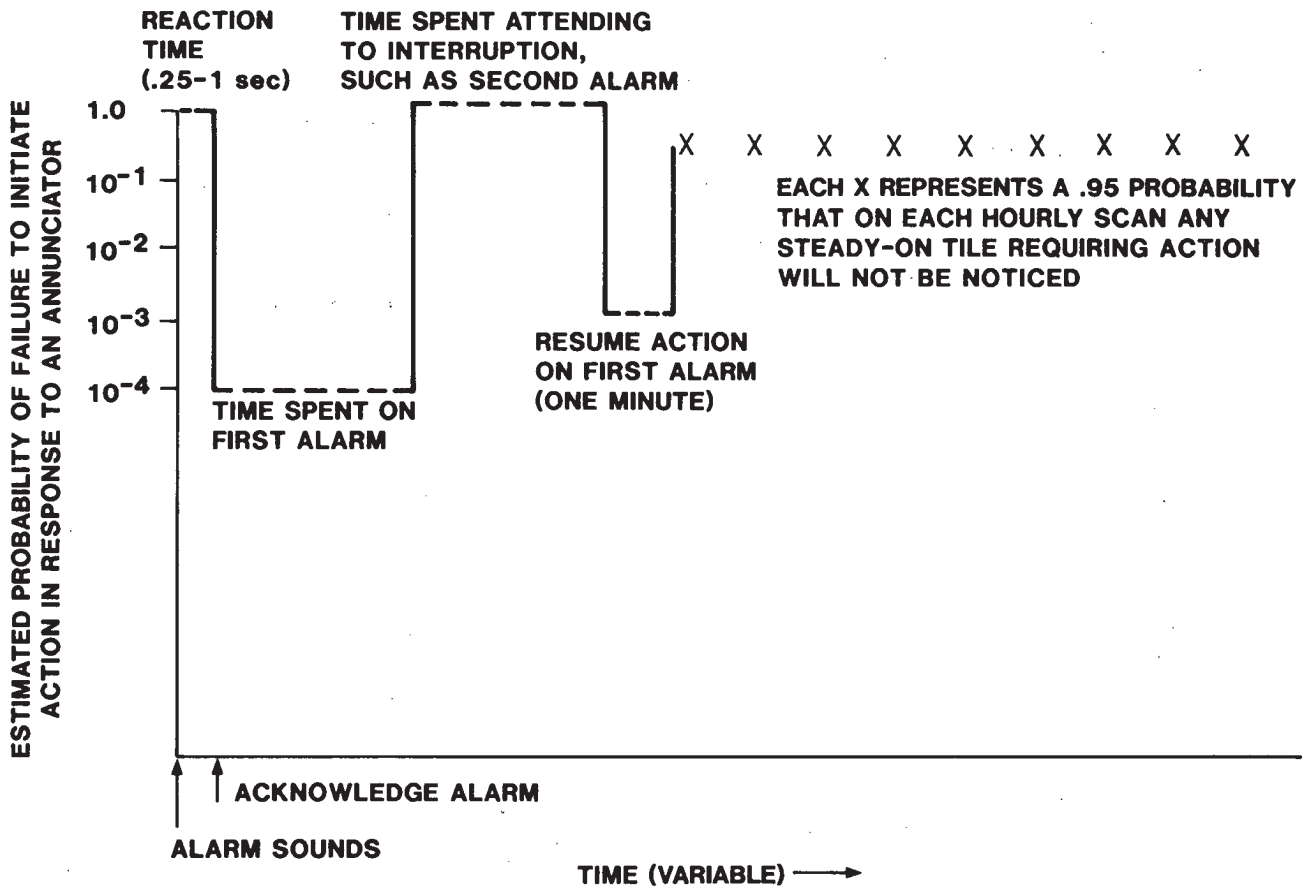 REACTION
TIME
(.25-1 sec)
TIME SPENT ATTENDING
TO INTERRUPTION,
SUCH AS SECOND ALARM
ESTIMATED PROBABILITY OF FAILURE TO INITIATE
ACTION IN RESPONSE TO AN ANNUNCIATOR
1.0
10-1
10-2
10-3
10-4
X X X X X X X X X
EACH X REPRESENTS A .95 PROBABILITY
THAT ON EACH HOURLY SCAN ANY
STEADY-ON TILE REQUIRING ACTION
WILL NOT BE NOTICED
RESUME ACTION
ON FIRST ALARM
(ONE MINUTE)
TIME SPENT ON
FIRST ALARM
ACKNOWLEDGE ALARM
ALARM SOUNDS
TIME (VARIABLE)